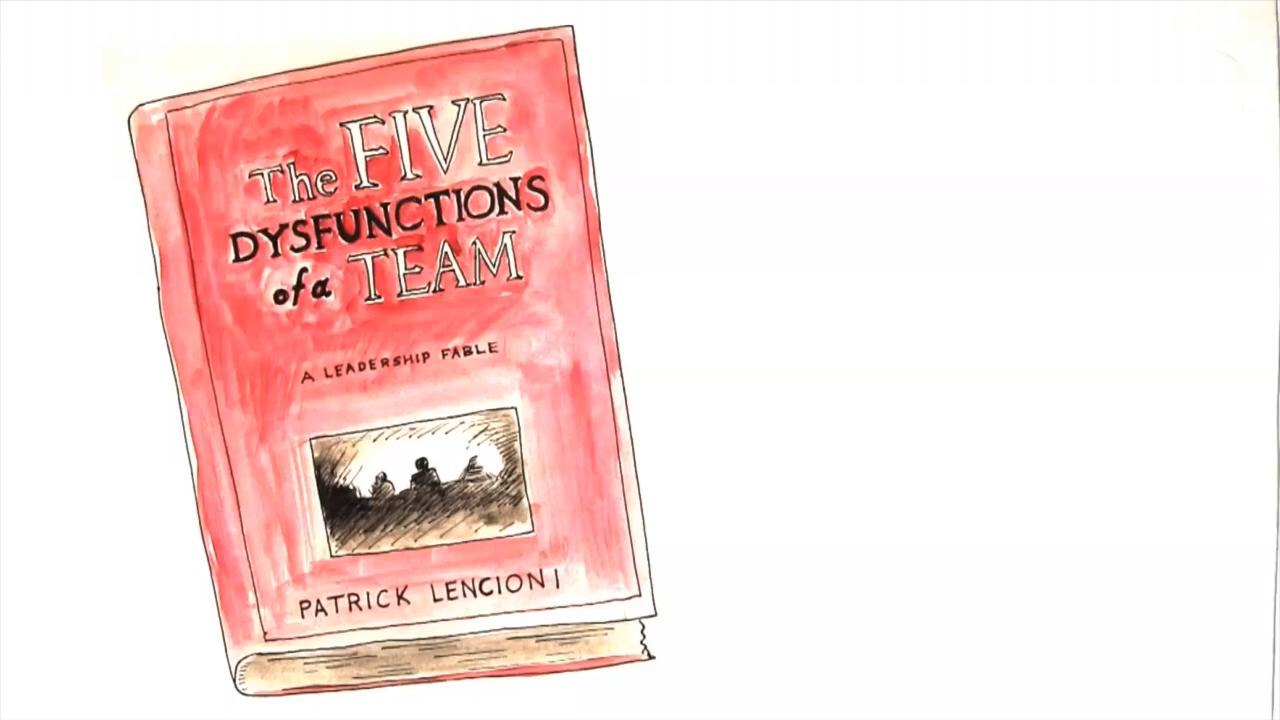 The FIVE
DYSFUNCTIONS
of a TEAM
A LEADERSHIP FABLE
PATRICK LENCIONI